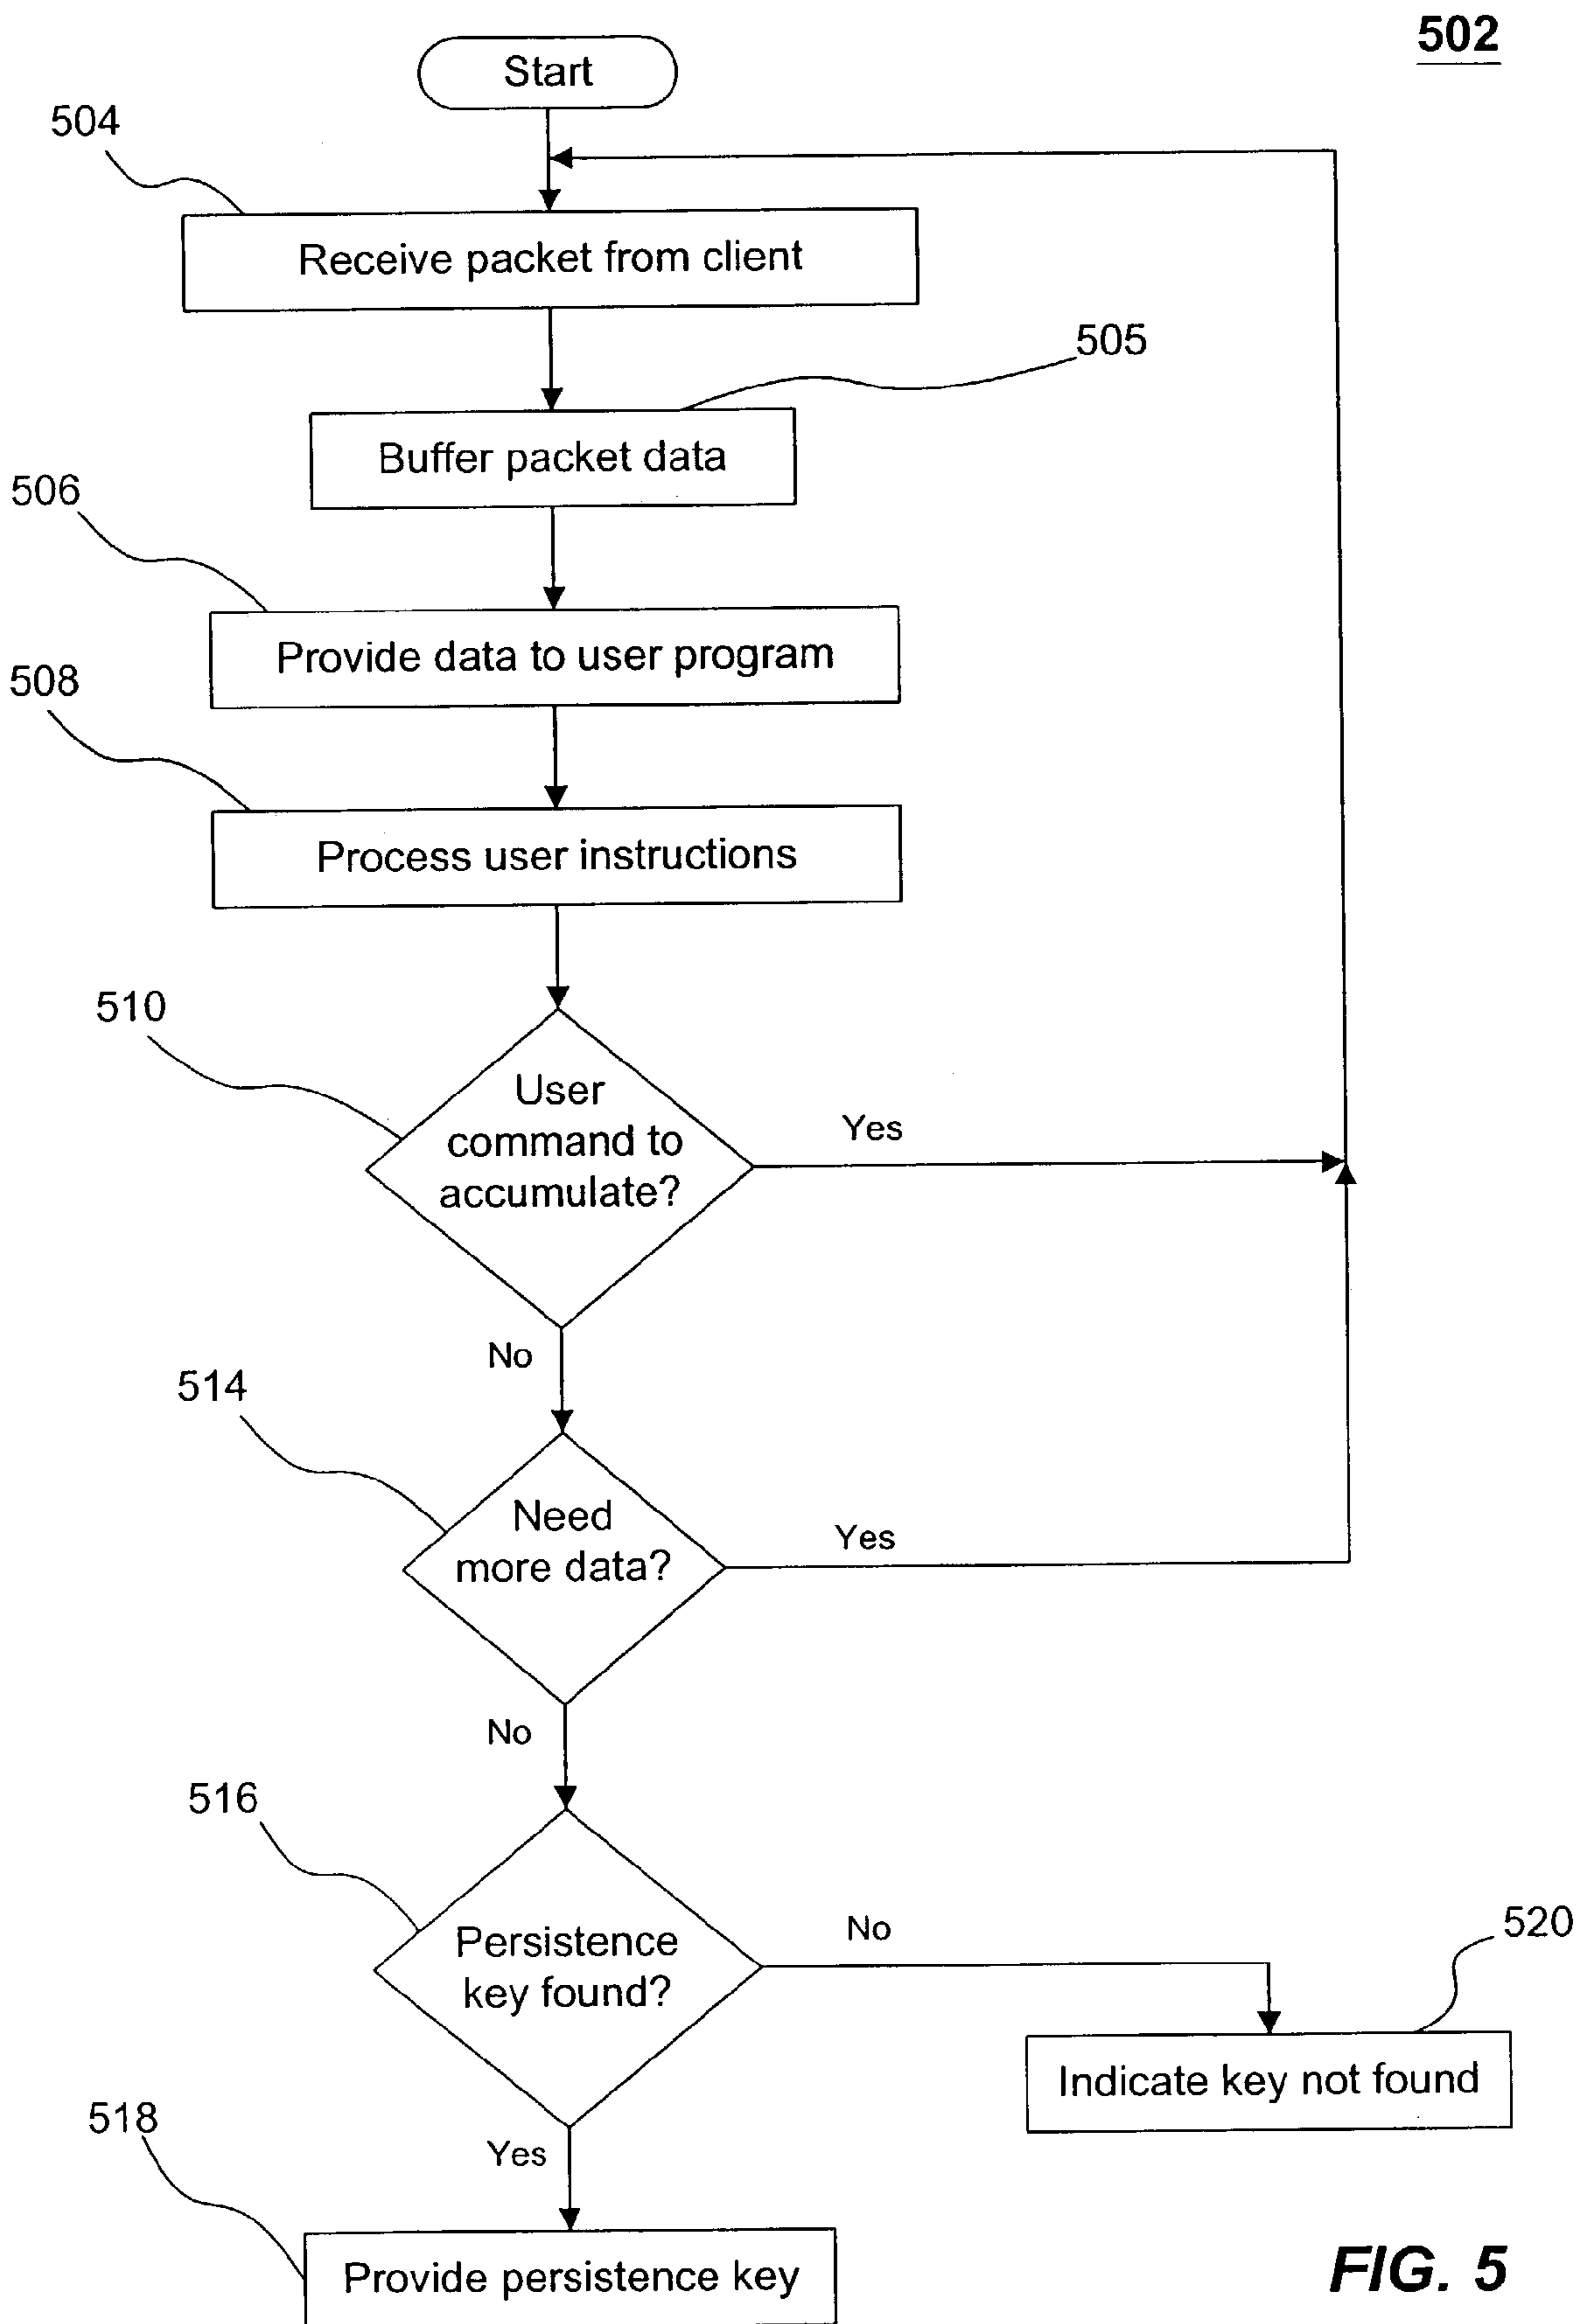 502
Start
504
Receive packet from client
505
Buffer packet data
506
Provide data to user program
508
Process user instructions
510
User
command to
accumulate?
Yes
No
514
Need
more data?
Yes
No
516
Persistence
key found?
No
520
Indicate key not found
Yes
518
Provide persistence key
FIG. 5